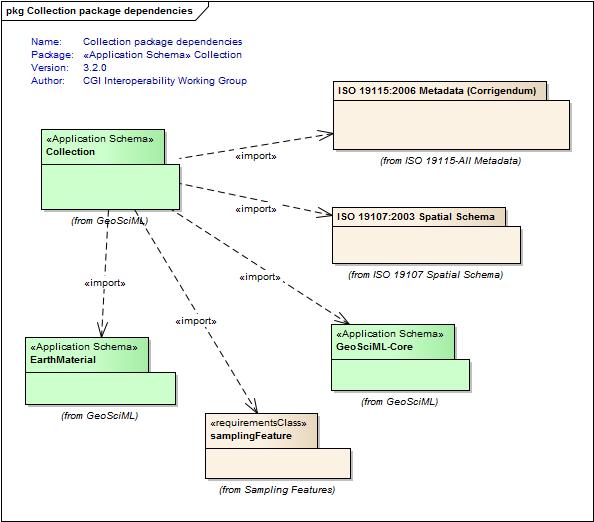 pkg Collection package dependencies
Name: Collection package dependencies
Package: «Application Schema» Collection
Version: 3.2.0
Author: CGI Interoperability Working Group
ISO 19115:2006 Metadata (Corrigendum)
(from ISO 19115-All Metadata)
«Application Schema»
Collection
(from GeoSciML)
«import»
«import»
ISO 19107:2003 Spatial Schema
(from ISO 19107 Spatial Schema)
«import»
«import»
«import»
«Application Schema»
EarthMaterial
(from GeoSciML)
«Application Schema»
GeoSciML-Core
(from GeoSciML)
«requirementsClass»
samplingFeature
(from Sampling Features)